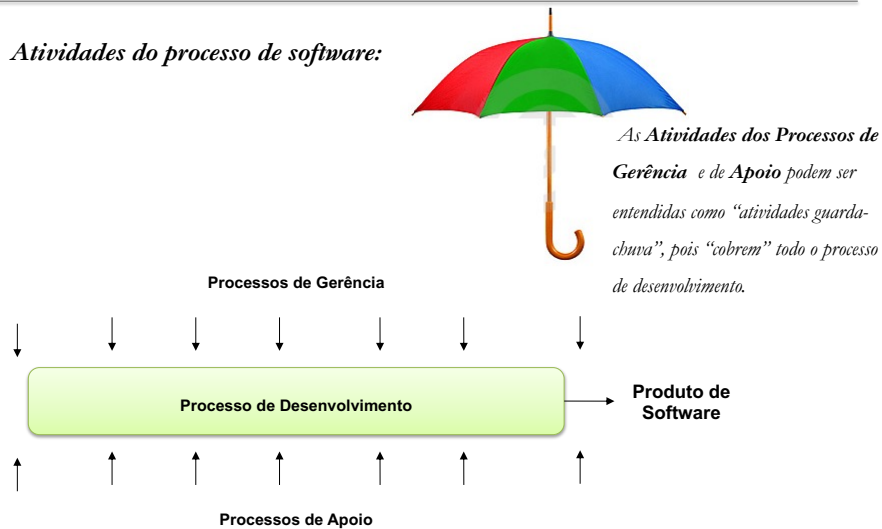 Atividades do processo de software:
As Atividades dos Processos de
Gerência e de Apoio podem ser
entendidas como “atividades guarda-
chuva”, pois “cobrem” todo o processo
de desenvolvimento.
Processos de Gerência
Processo de Desenvolvimento
Produto de
Software
Processos de Apoio